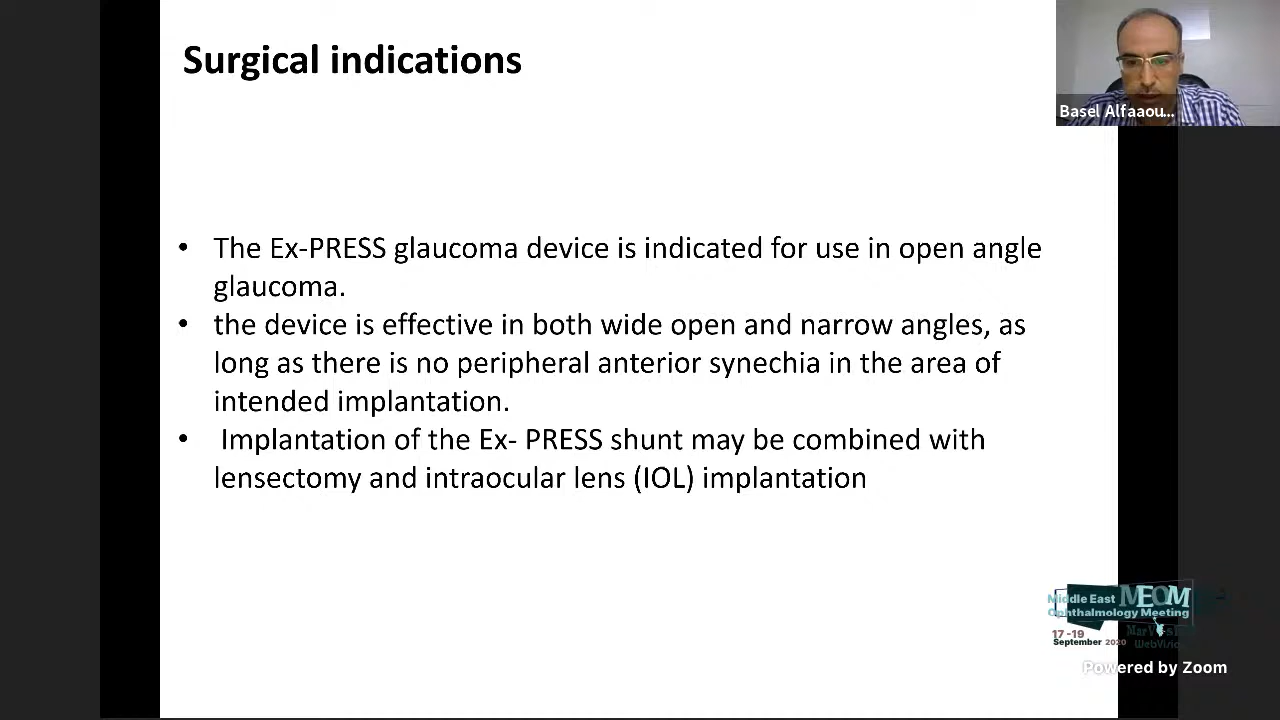 Surgical indications
Basel Alfaaou...
• The Ex-PRESS glaucoma device is indicated for use in open angle
glaucoma.
• the device is effective in both wide open and narrow angles, as
long as there is no peripheral anterior synechia in the area of
intended implantation.
• Implantation of the Ex- PRESS shunt may be combined with
lensectomy and intraocular lens (IOL) implantation
Middle East MEOM
Ophthalmology Meeting
17 -19
September 2020
Powered by Zoom